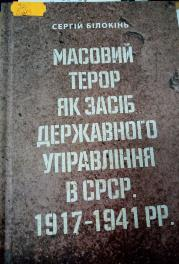 СЕРГІЙ БІЛОКІНЬ
МАСОВИЙ
ТЕРОР
ЯК ЗАСІБ
ДЕРЖАВНОГО
УПРАВЛІННЯ
В СРСР.
1917-1941 РР.